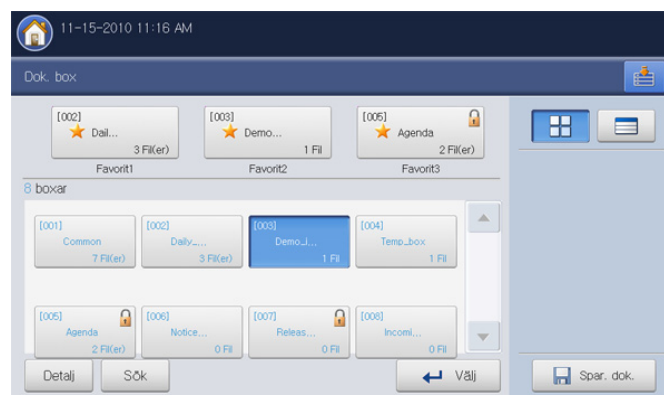 11-15-2010 11:16 AM
Dok. box
[002]
Dail...
3 Fil(er)
[003]
Demo...
1 Fil
[005]
Agenda
2 Fil(er)
Favorit1
Favorit2
Favorit3
8 boxar
[001]
Common
7 Fil(er)
[002]
Daily_...
3 Fil(er)
[003]
Demo_i...
1 Fil
[004]
Temp_box
1 Fil
[005]
Agenda
2 Fil(er)
[006]
Notice...
0 Fil
[007]
Releas...
0 Fil
[008]
Incomi...
0 Fil
Detalj
Sök
Välj
Spar. dok.